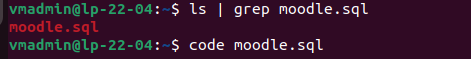 vmadmin@lp-22-04:~$ ls | grep moodle.sql
moodle.sql
vmadmin@lp-22-04:~$ code moodle.sql